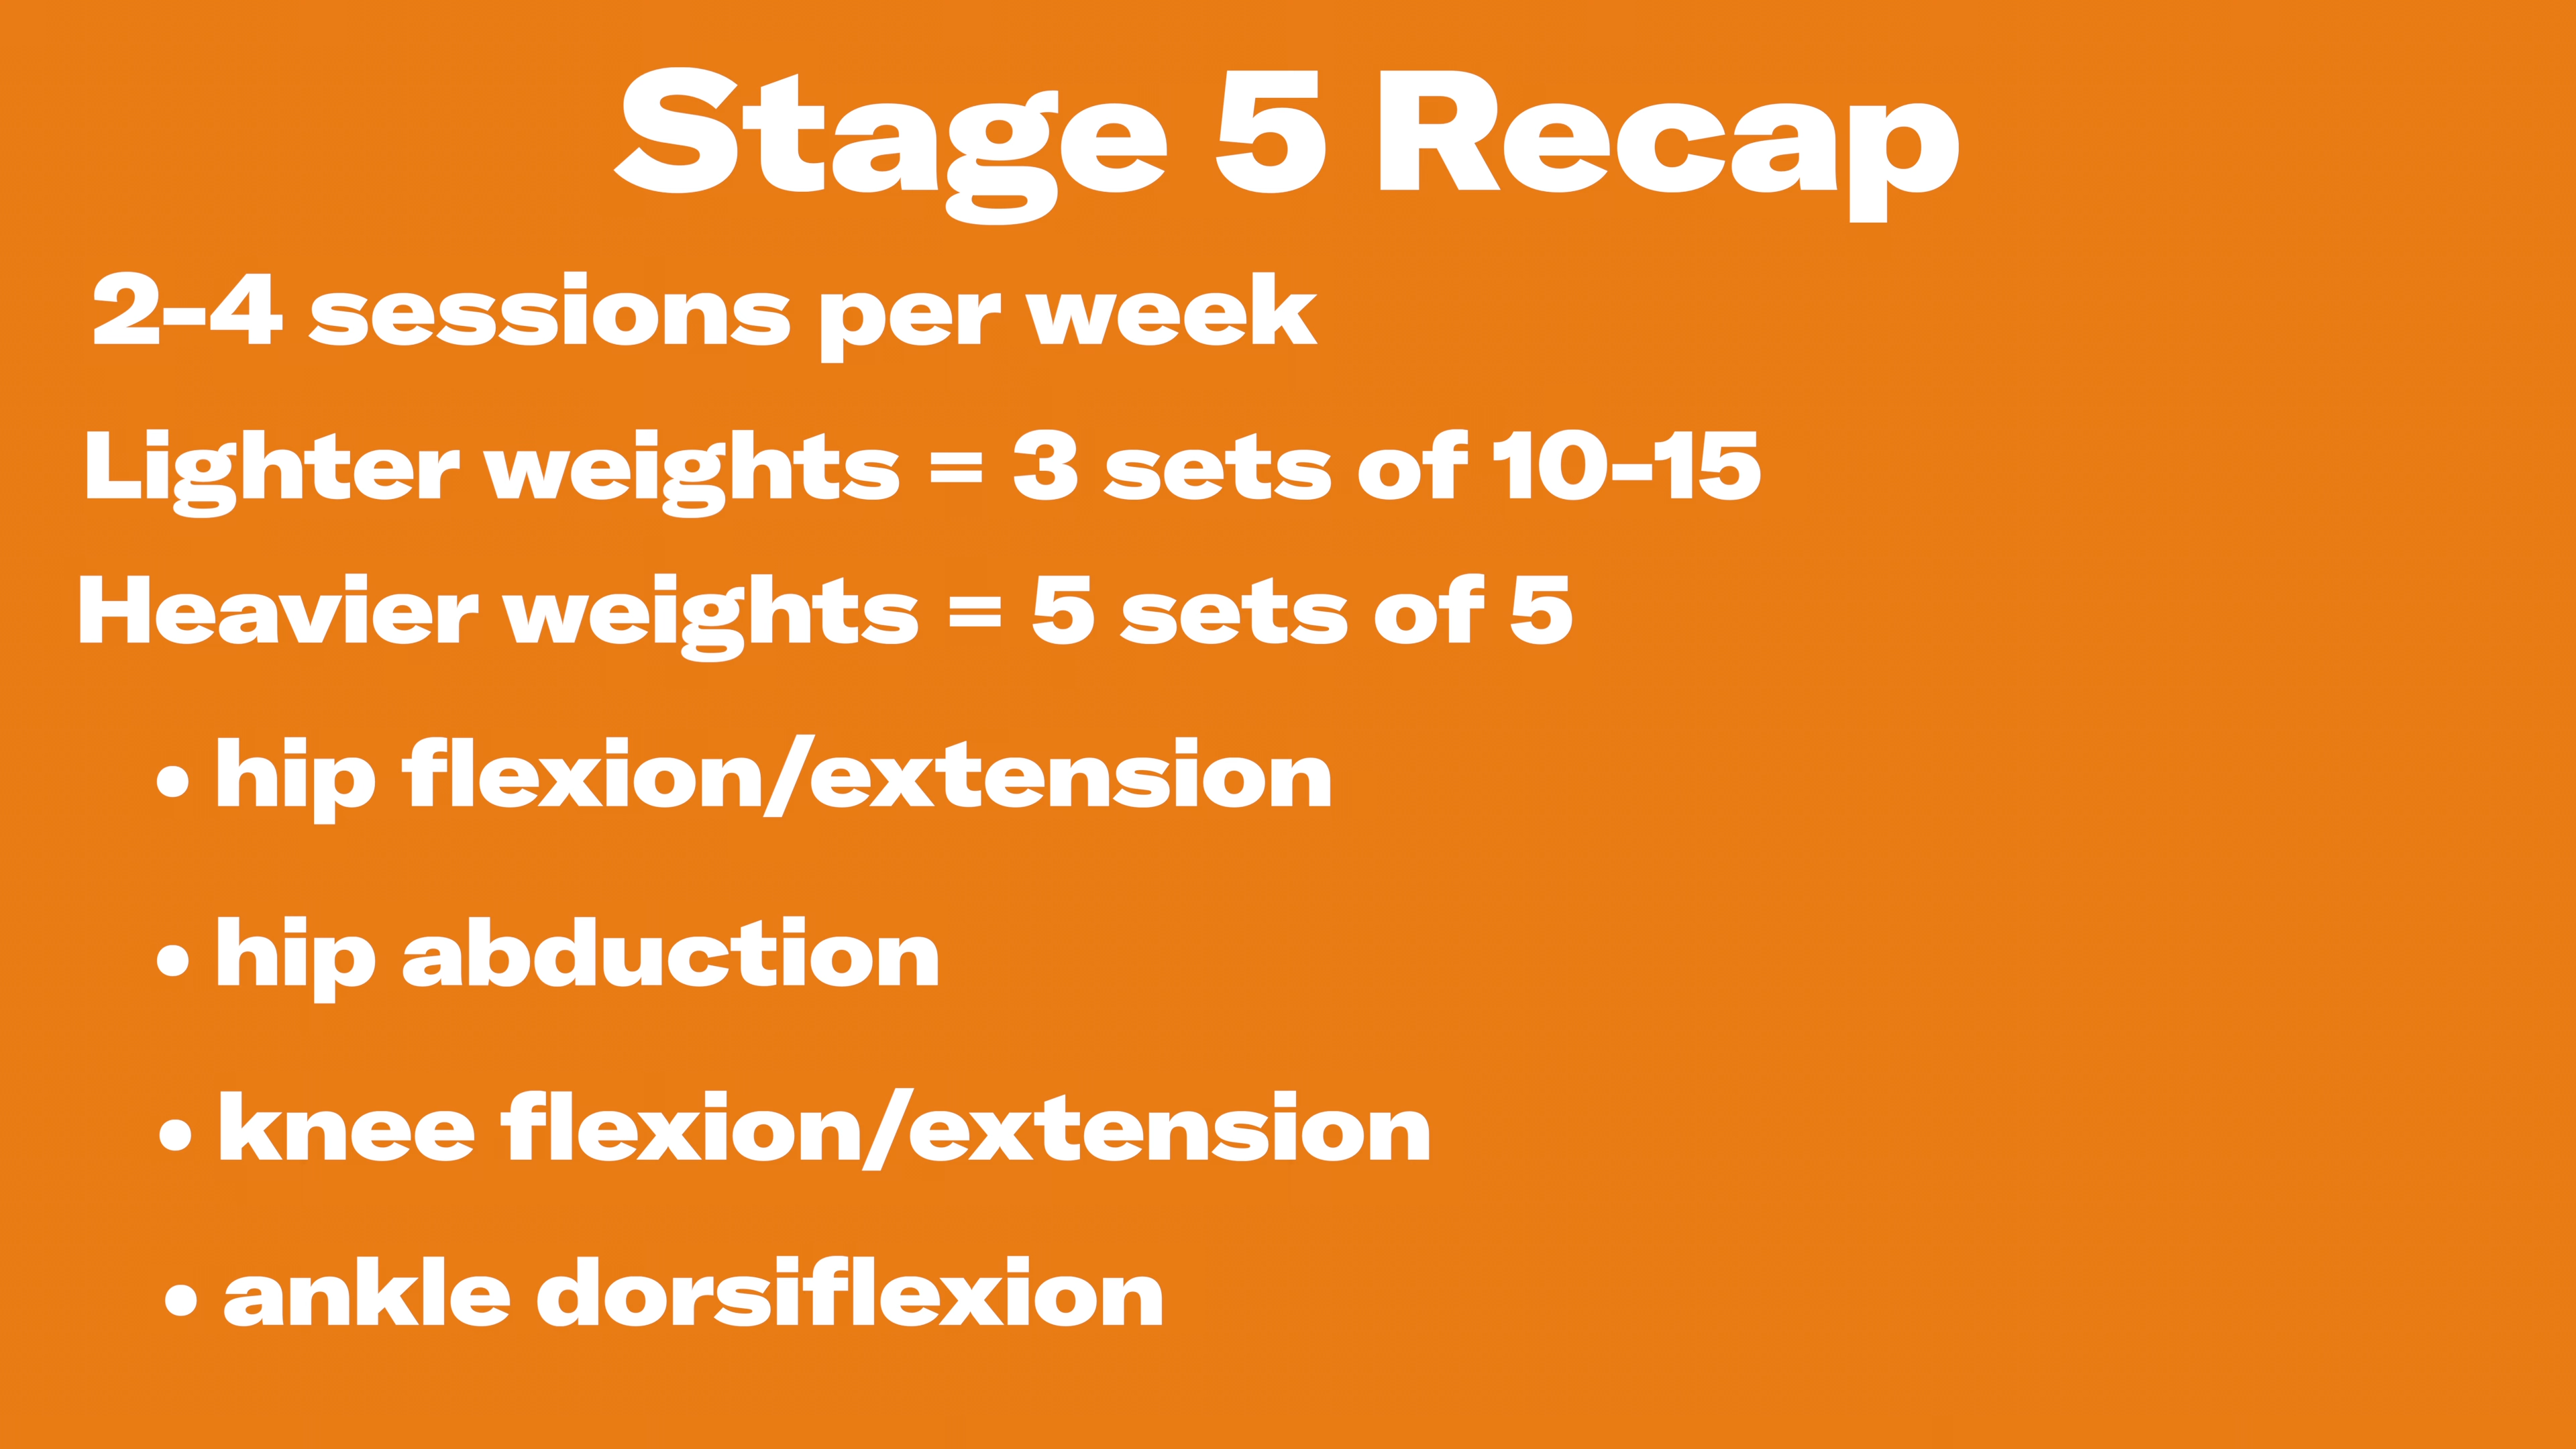 Stage 5 Recap
2-4 sessions per week
Lighter weights = 3 sets of 10-15
Heavier weights = 5 sets of 5
• hip flexion/extension
• hip abduction
• knee flexion/extension
• ankle dorsiflexion